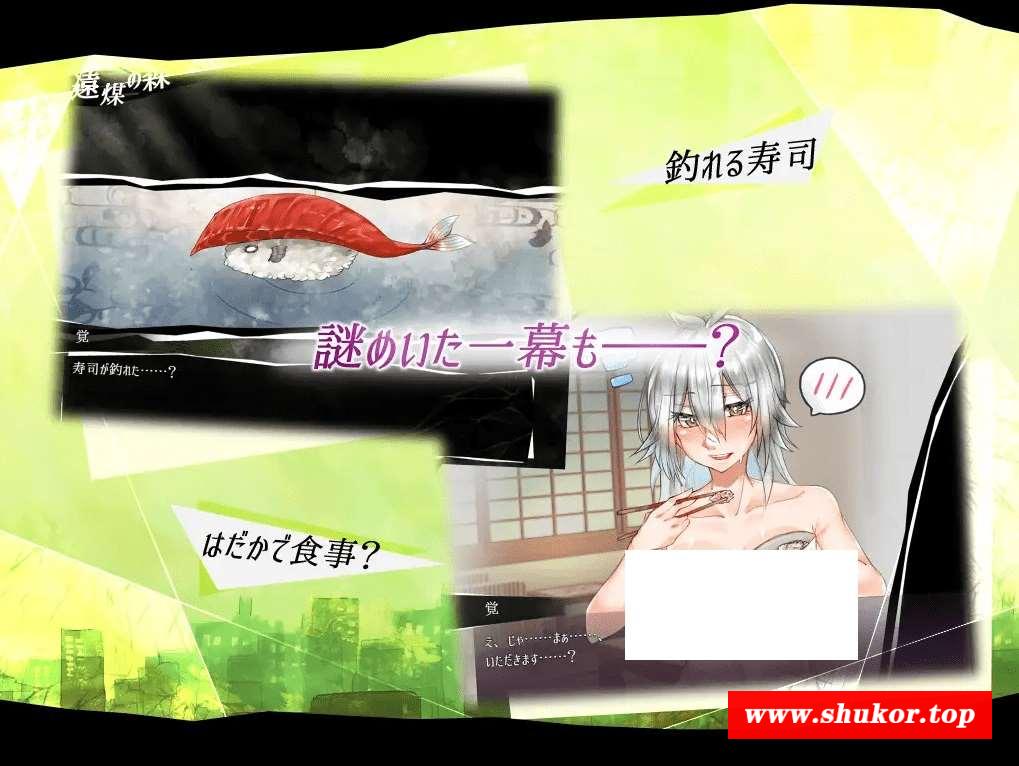 遠煤の森
釣れる寿司
覚
寿司が釣れた……？
謎めいた一幕も――？
はだかで食事？
覚
え、じゃ……まぁ……、
いただきます……？
www.shukor.top